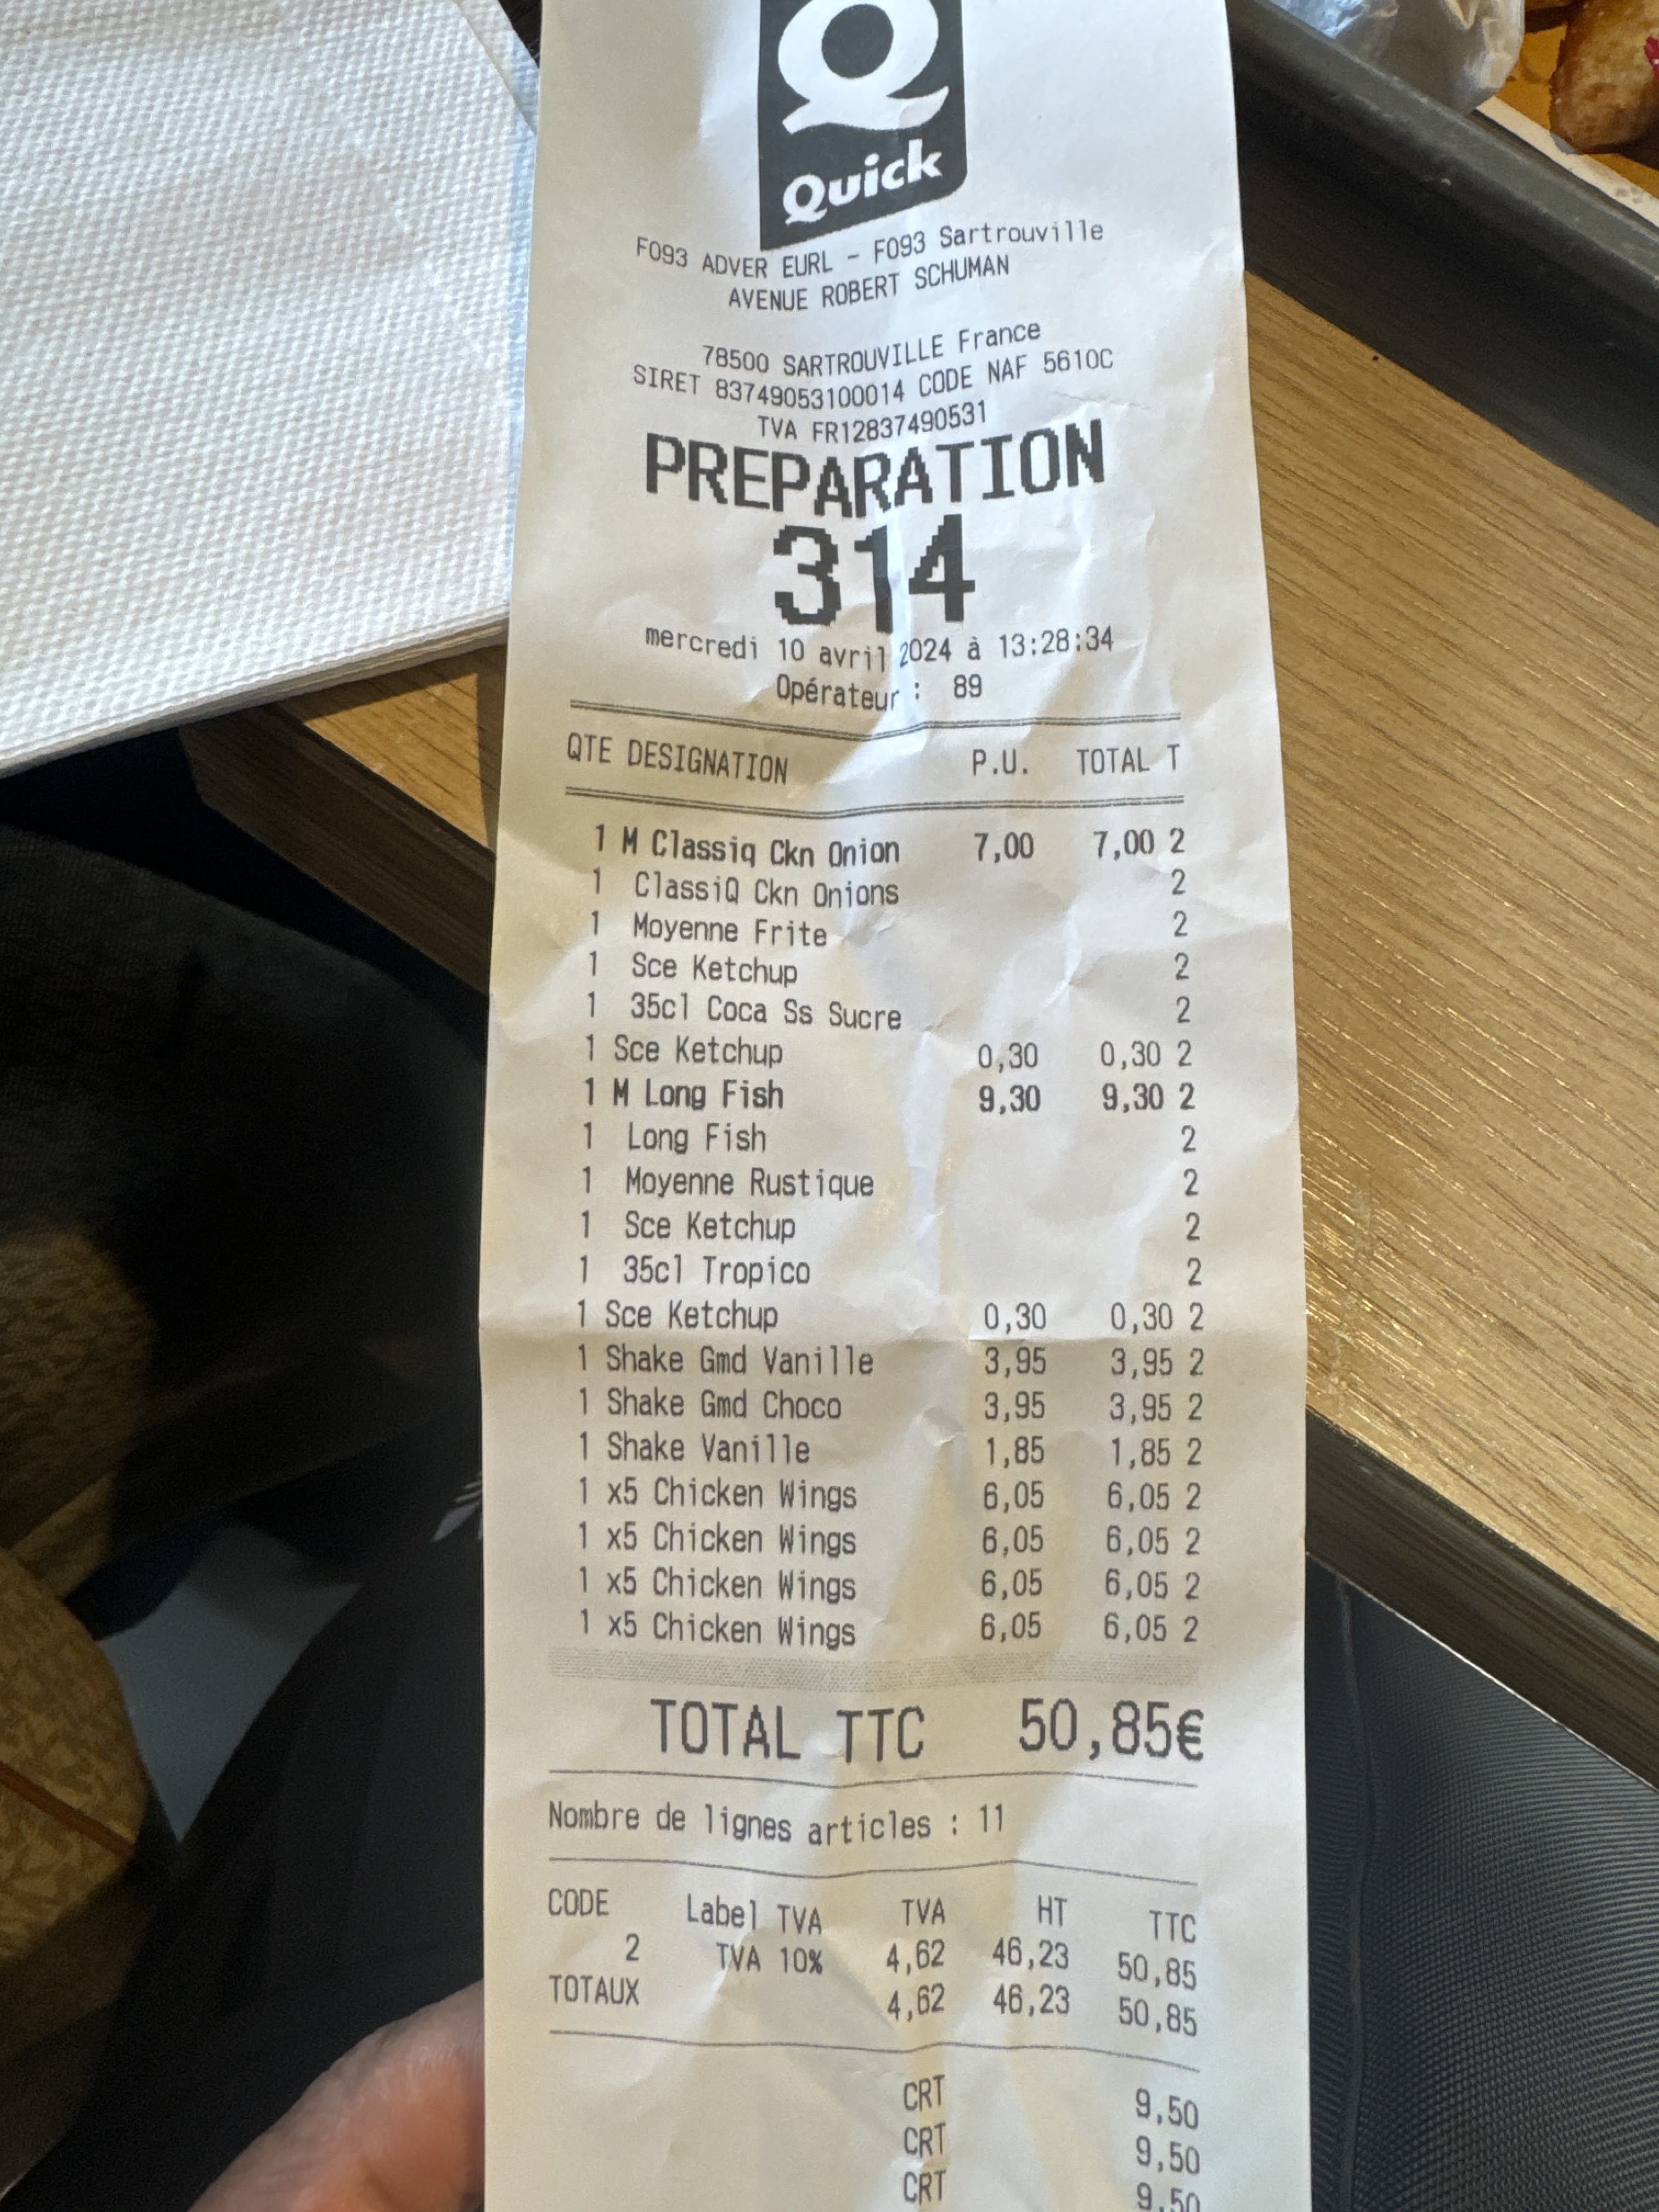 Q
Quick
F093 ADVER EURL - F093 Sartrouville
AVENUE ROBERT SCHUMAN
78500 SARTROUVILLE France
SIRET 83749053100014 CODE NAF 5610C
TVA FR12837490531
PREPARATION
314
mercredi 10 avril 2024 à 13:28:34
Opérateur : 89
QTE DESIGNATION P.U. TOTAL T
1 M Classiq Ckn Onion 7,00 7,00 2
1 ClassiQ Ckn Onions 2
1 Moyenne Frite 2
1 Sce Ketchup 2
1 35cl Coca Ss Sucre 2
1 Sce Ketchup 0,30 0,30 2
1 M Long Fish 9,30 9,30 2
1 Long Fish 2
1 Moyenne Rustique 2
1 Sce Ketchup 2
1 35cl Tropico 2
1 Sce Ketchup 0,30 0,30 2
1 Shake Gmd Vanille 3,95 3,95 2
1 Shake Gmd Choco 3,95 3,95 2
1 Shake Vanille 1,85 1,85 2
1 x5 Chicken Wings 6,05 6,05 2
1 x5 Chicken Wings 6,05 6,05 2
1 x5 Chicken Wings 6,05 6,05 2
1 x5 Chicken Wings 6,05 6,05 2
TOTAL TTC 50,85€
Nombre de lignes articles : 11
CODE Label TVA TVA HT TTC
2 TVA 10% 4,62 46,23 50,85
TOTAUX 4,62 46,23 50,85
CRT 9,50
CRT 9,50
CRT 9,50